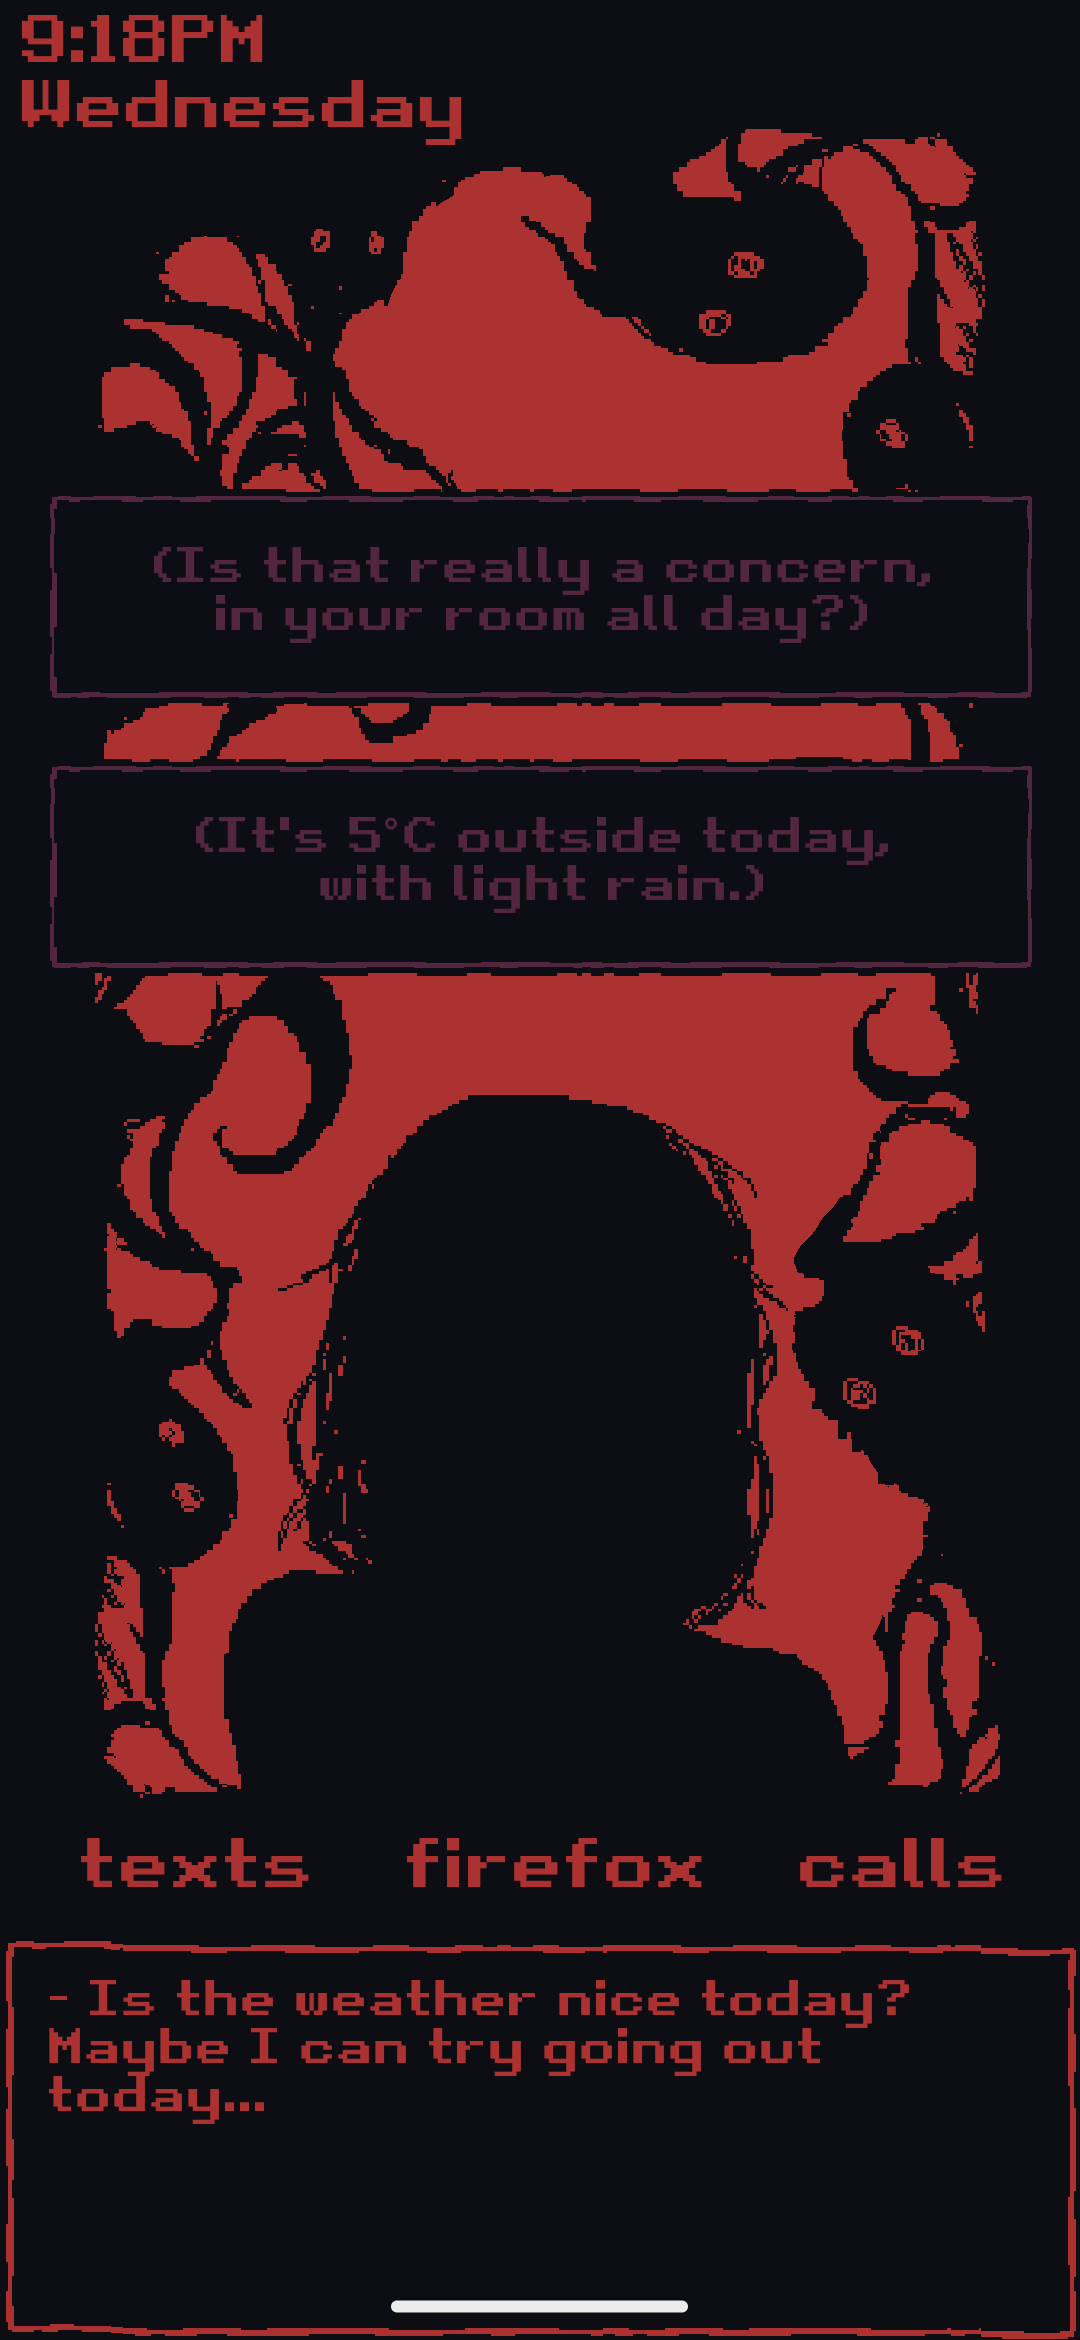 9:18PM
Wednesday
(Is that really a concern,
in your room all day?)
(It's 5°C outside today,
with light rain.)
texts firefox calls
- Is the weather nice today?
Maybe I can try going out
today...